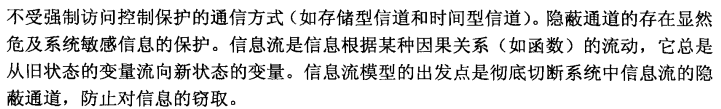 不受强制访问控制保护的通信方式（如存储型信道和时间型信道）。隐蔽通道的存在显然
危及系统敏感信息的保护。信息流是信息根据某种因果关系（如函数）的流动，它总是
从旧状态的变量流向新状态的变量。信息流模型的出发点是彻底切断系统中信息流的隐
蔽通道，防止对信息的窃取。